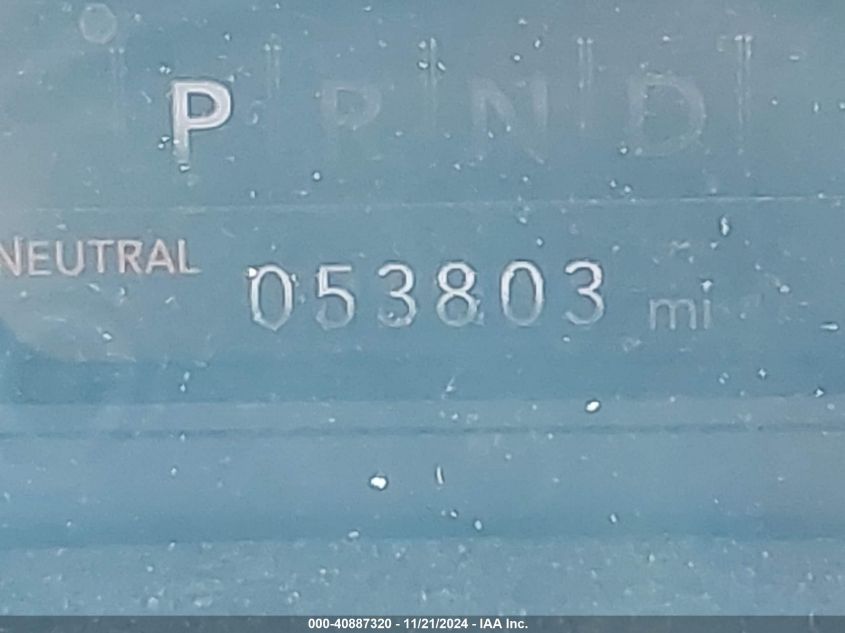 P R N D
NEUTRAL
053803 mi
000-40887320 - 11/21/2024 - IAA Inc.